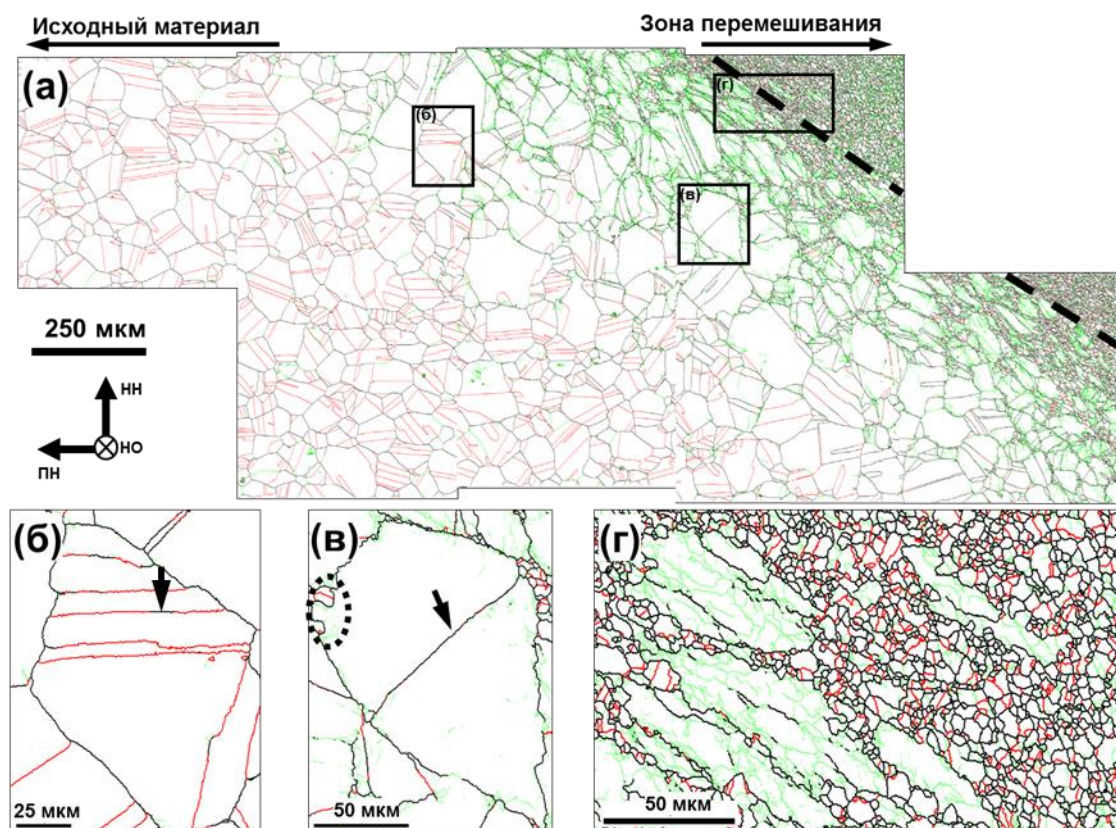 Исходный материал
Зона перемешивания
(а)
(б)
(г)
(в)
250 мкм
НН
НО
ПН
(б)
(в)
(г)
25 мкм
50 мкм
50 мкм